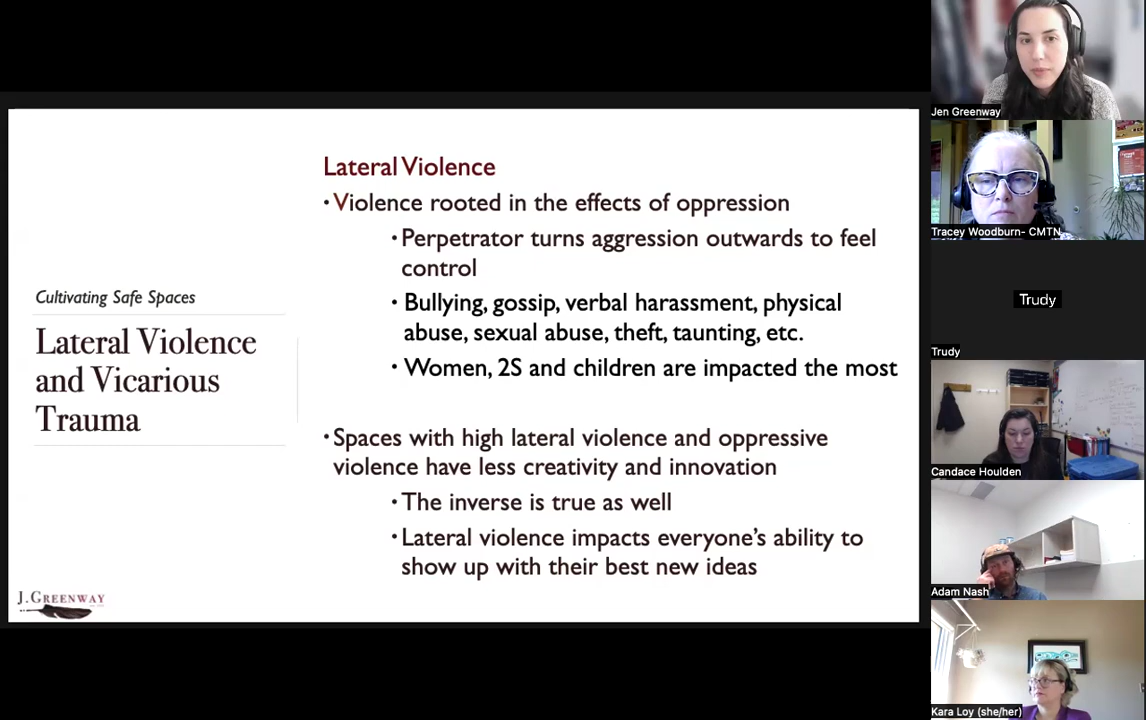 Lateral Violence
•Violence rooted in the effects of oppression
•Perpetrator turns aggression outwards to feel
control
•Bullying, gossip, verbal harassment, physical
abuse, sexual abuse, theft, taunting, etc.
•Women, 2S and children are impacted the most
•Spaces with high lateral violence and oppressive
violence have less creativity and innovation
•The inverse is true as well
•Lateral violence impacts everyone’s ability to
show up with their best new ideas
Cultivating Safe Spaces
Lateral Violence
and Vicarious
Trauma
J.GREENWAY
Jen Greenway
Tracey Woodburn- CMTN
Trudy
Trudy
Candace Houlden
Adam Nash
Kara Loy (she/her)